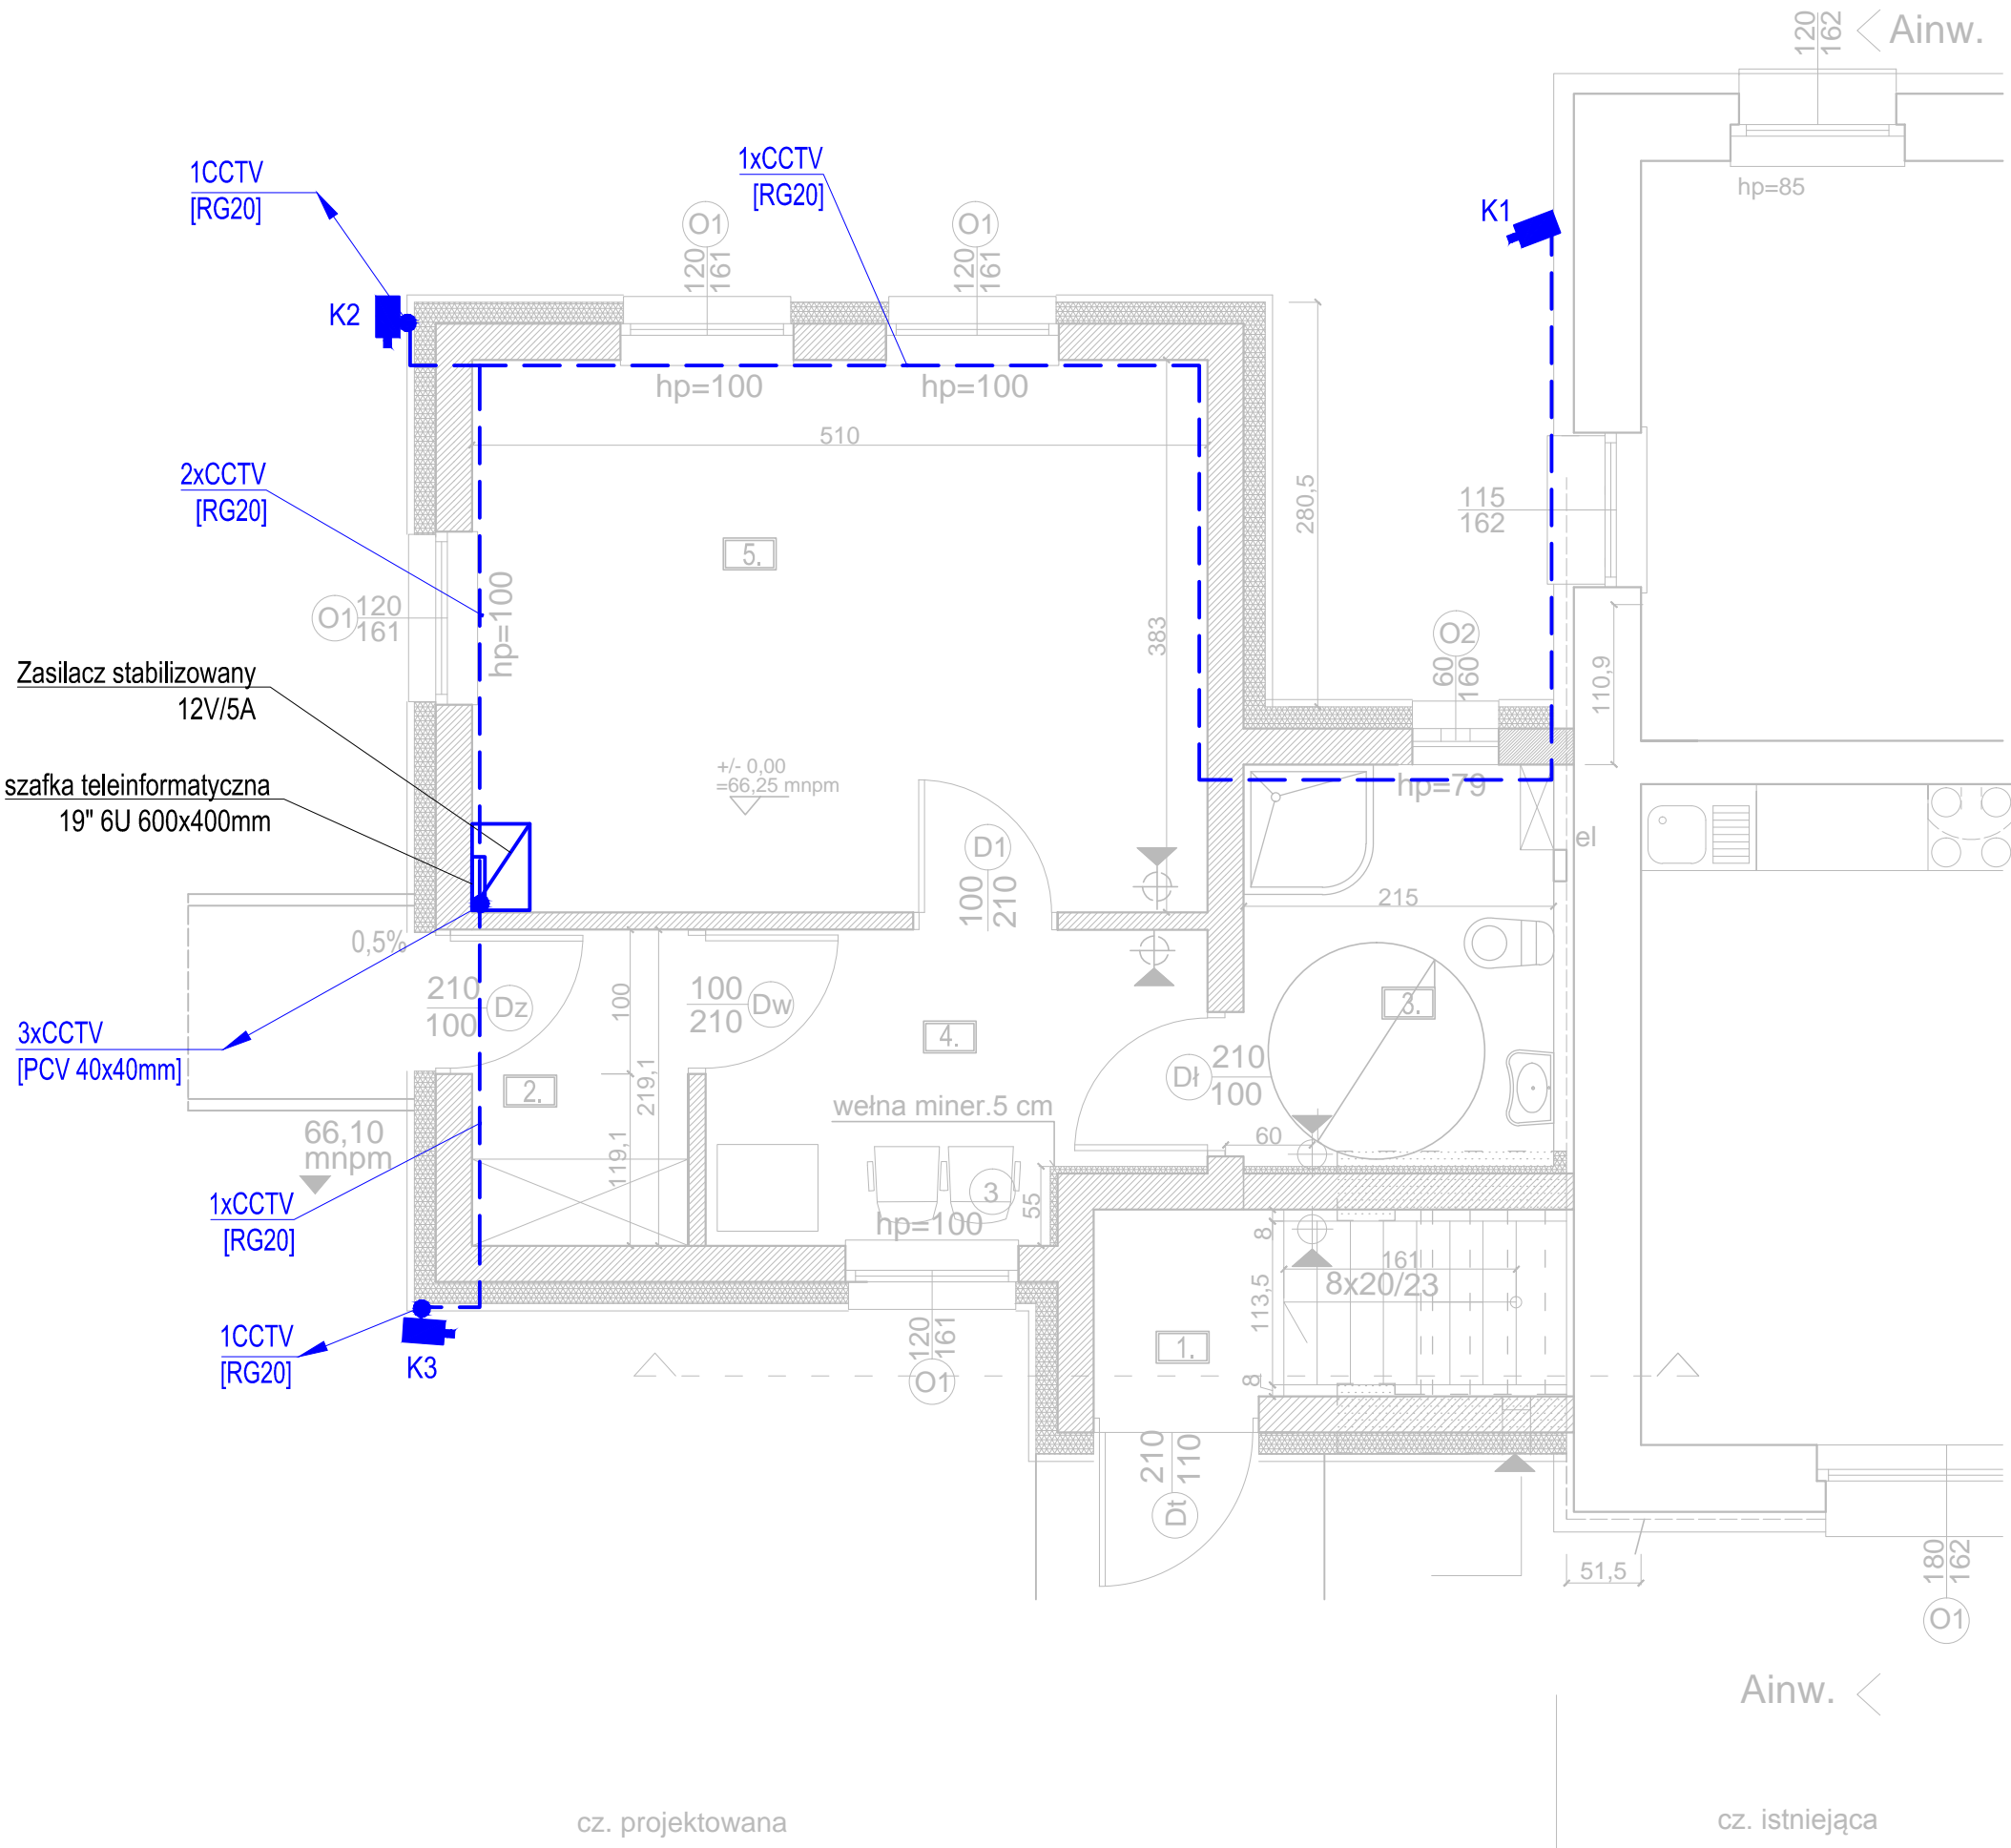 120
162
Ainw.
hp=85
1CCTV
[RG20]
1xCCTV
[RG20]
K1
K2
O1
120
161
O1
120
161
hp=100
hp=100
510
280,5
115
162
2xCCTV
[RG20]
5.
O1
120
161
hp=100
383
O2
60
160
110,9
Zasilacz stabilizowany
12V/5A
szafka teleinformatyczna
19" 6U 600x400mm
+/- 0,00
=66,25 mnpm
hp=79
D1
100
210
el
215
0,5%
210
100
Dz
100
100
210
Dw
4.
3.
3xCCTV
[PCV 40x40mm]
2.
219,1
Dł
210
100
wełna miner.5 cm
66,10
mnpm
119,1
60
3
55
hp=100
1xCCTV
[RG20]
8
161
8x20/23
113,5
1CCTV
[RG20]
K3
120
161
O1
1.
8
210
110
Dt
51,5
180
162
O1
Ainw.
cz. projektowana
cz. istniejąca